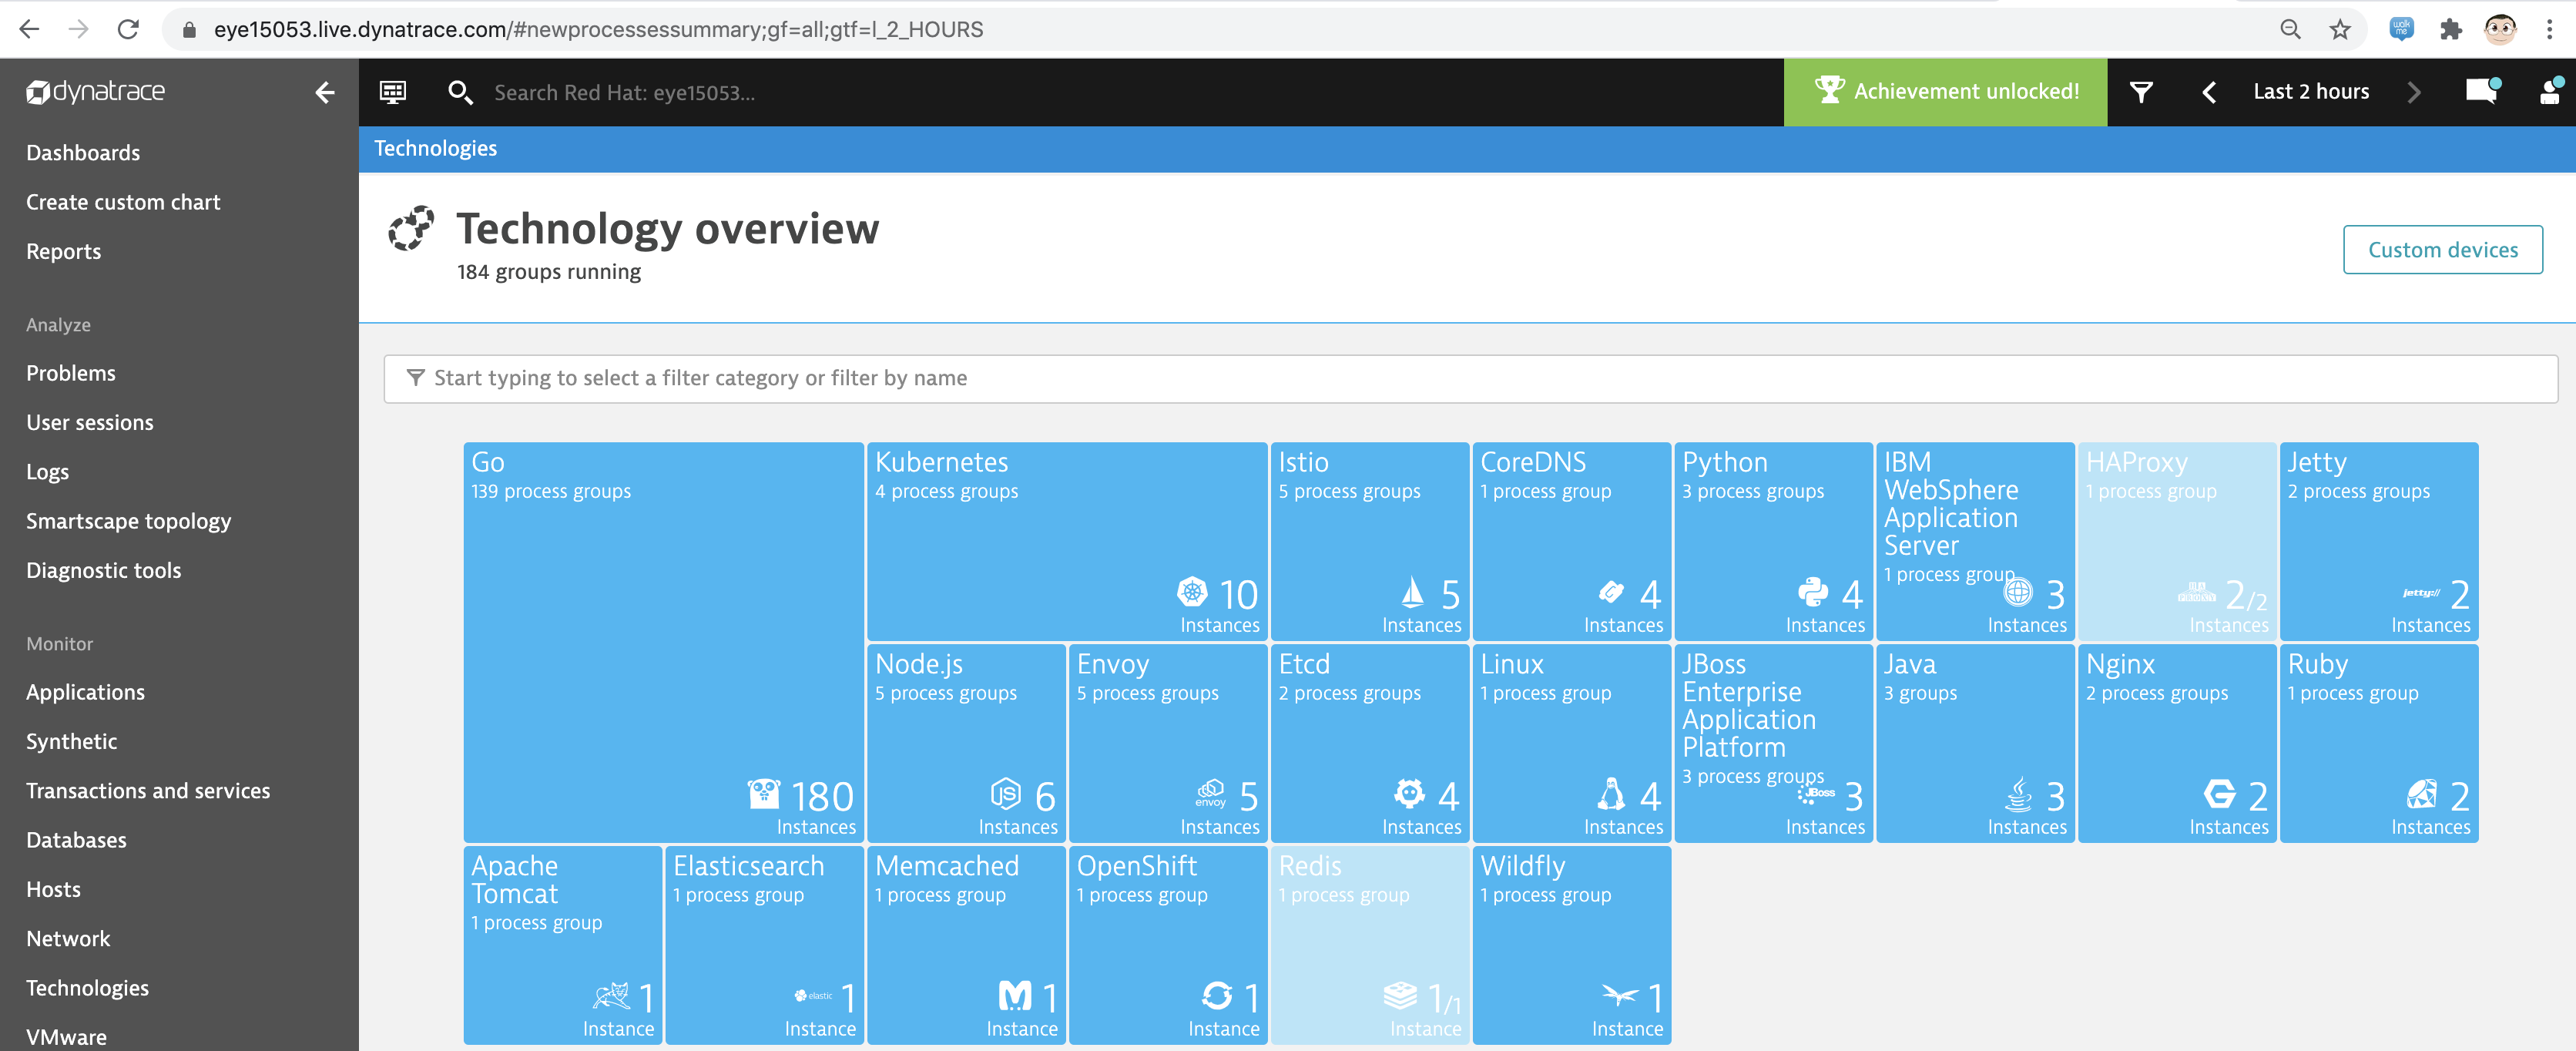 eye15053.live.dynatrace.com/#newprocessessummary;gf=all;gtf=l_2_HOURS
walk me
dynatrace
Search Red Hat: eye15053...
Achievement unlocked!
Last 2 hours
Dashboards
Create custom chart
Reports
Analyze
Problems
User sessions
Logs
Smartscape topology
Diagnostic tools
Monitor
Applications
Synthetic
Transactions and services
Databases
Hosts
Network
Technologies
VMware
Technologies
Technology overview
184 groups running
Custom devices
Start typing to select a filter category or filter by name
Go
139 process groups
180
Instances
Kubernetes
4 process groups
10
Instances
Istio
5 process groups
5
Instances
CoreDNS
1 process group
4
Instances
Python
3 process groups
4
Instances
IBM
WebSphere
Application
Server
1 process group
3
Instances
HAProxy
1 process group
HA PROXY
2/2
Instances
Jetty
2 process groups
jetty://
2
Instances
Node.js
5 process groups
JS
6
Instances
Envoy
5 process groups
envoy
5
Instances
Etcd
2 process groups
4
Instances
Linux
1 process group
4
Instances
JBoss
Enterprise
Application
Platform
3 process groups
JBoss
3
Instances
Java
3 groups
3
Instances
Nginx
2 process groups
2
Instances
Ruby
1 process group
2
Instances
Apache
Tomcat
1 process group
1
Instance
Elasticsearch
1 process group
elastic
1
Instance
Memcached
1 process group
1
Instance
OpenShift
1 process group
1
Instance
Redis
1 process group
1/1
Instance
Wildfly
1 process group
1
Instance